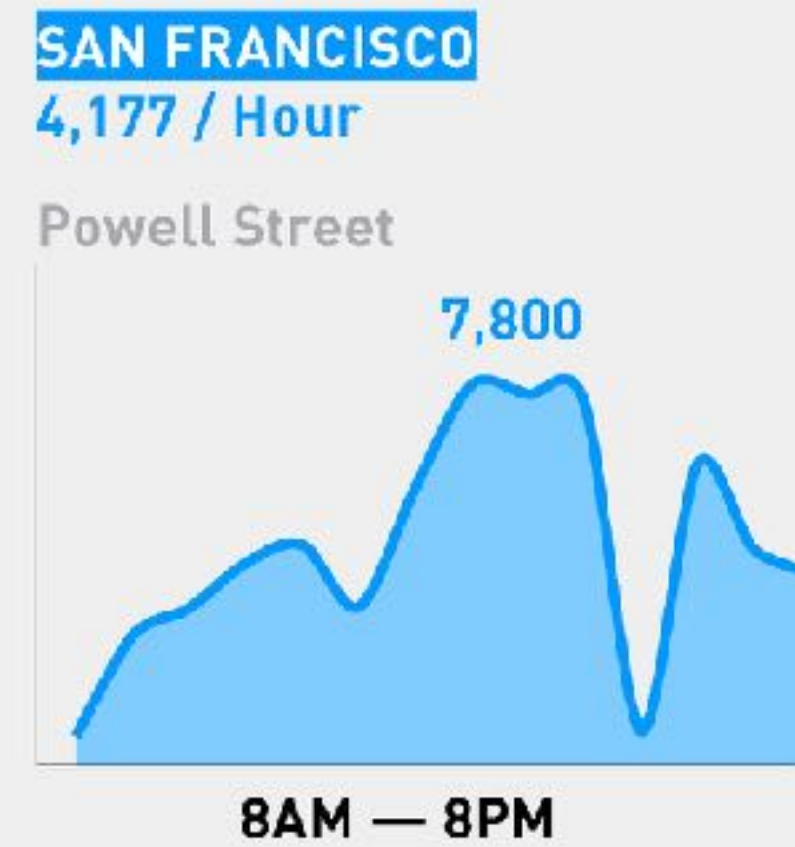 SAN FRANCISCO
4,177 / Hour
Powell Street
7,800
8AM — 8PM